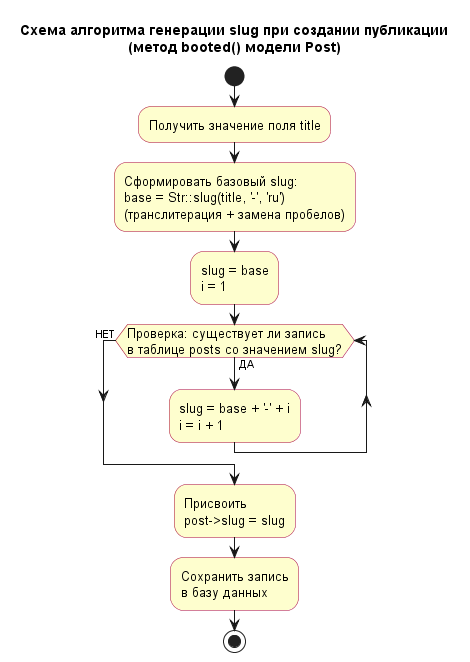 Схема алгоритма генерации slug при создании публикации
(метод booted() модели Post)
Получить значение поля title
Сформировать базовый slug:
base = Str::slug(title, '-', 'ru')
(транслитерация + замена пробелов)
slug = base
i = 1
НЕТ
Проверка: существует ли запись
в таблице posts со значением slug?
ДА
slug = base + '-' + i
i = i + 1
Присвоить
post->slug = slug
Сохранить запись
в базу данных